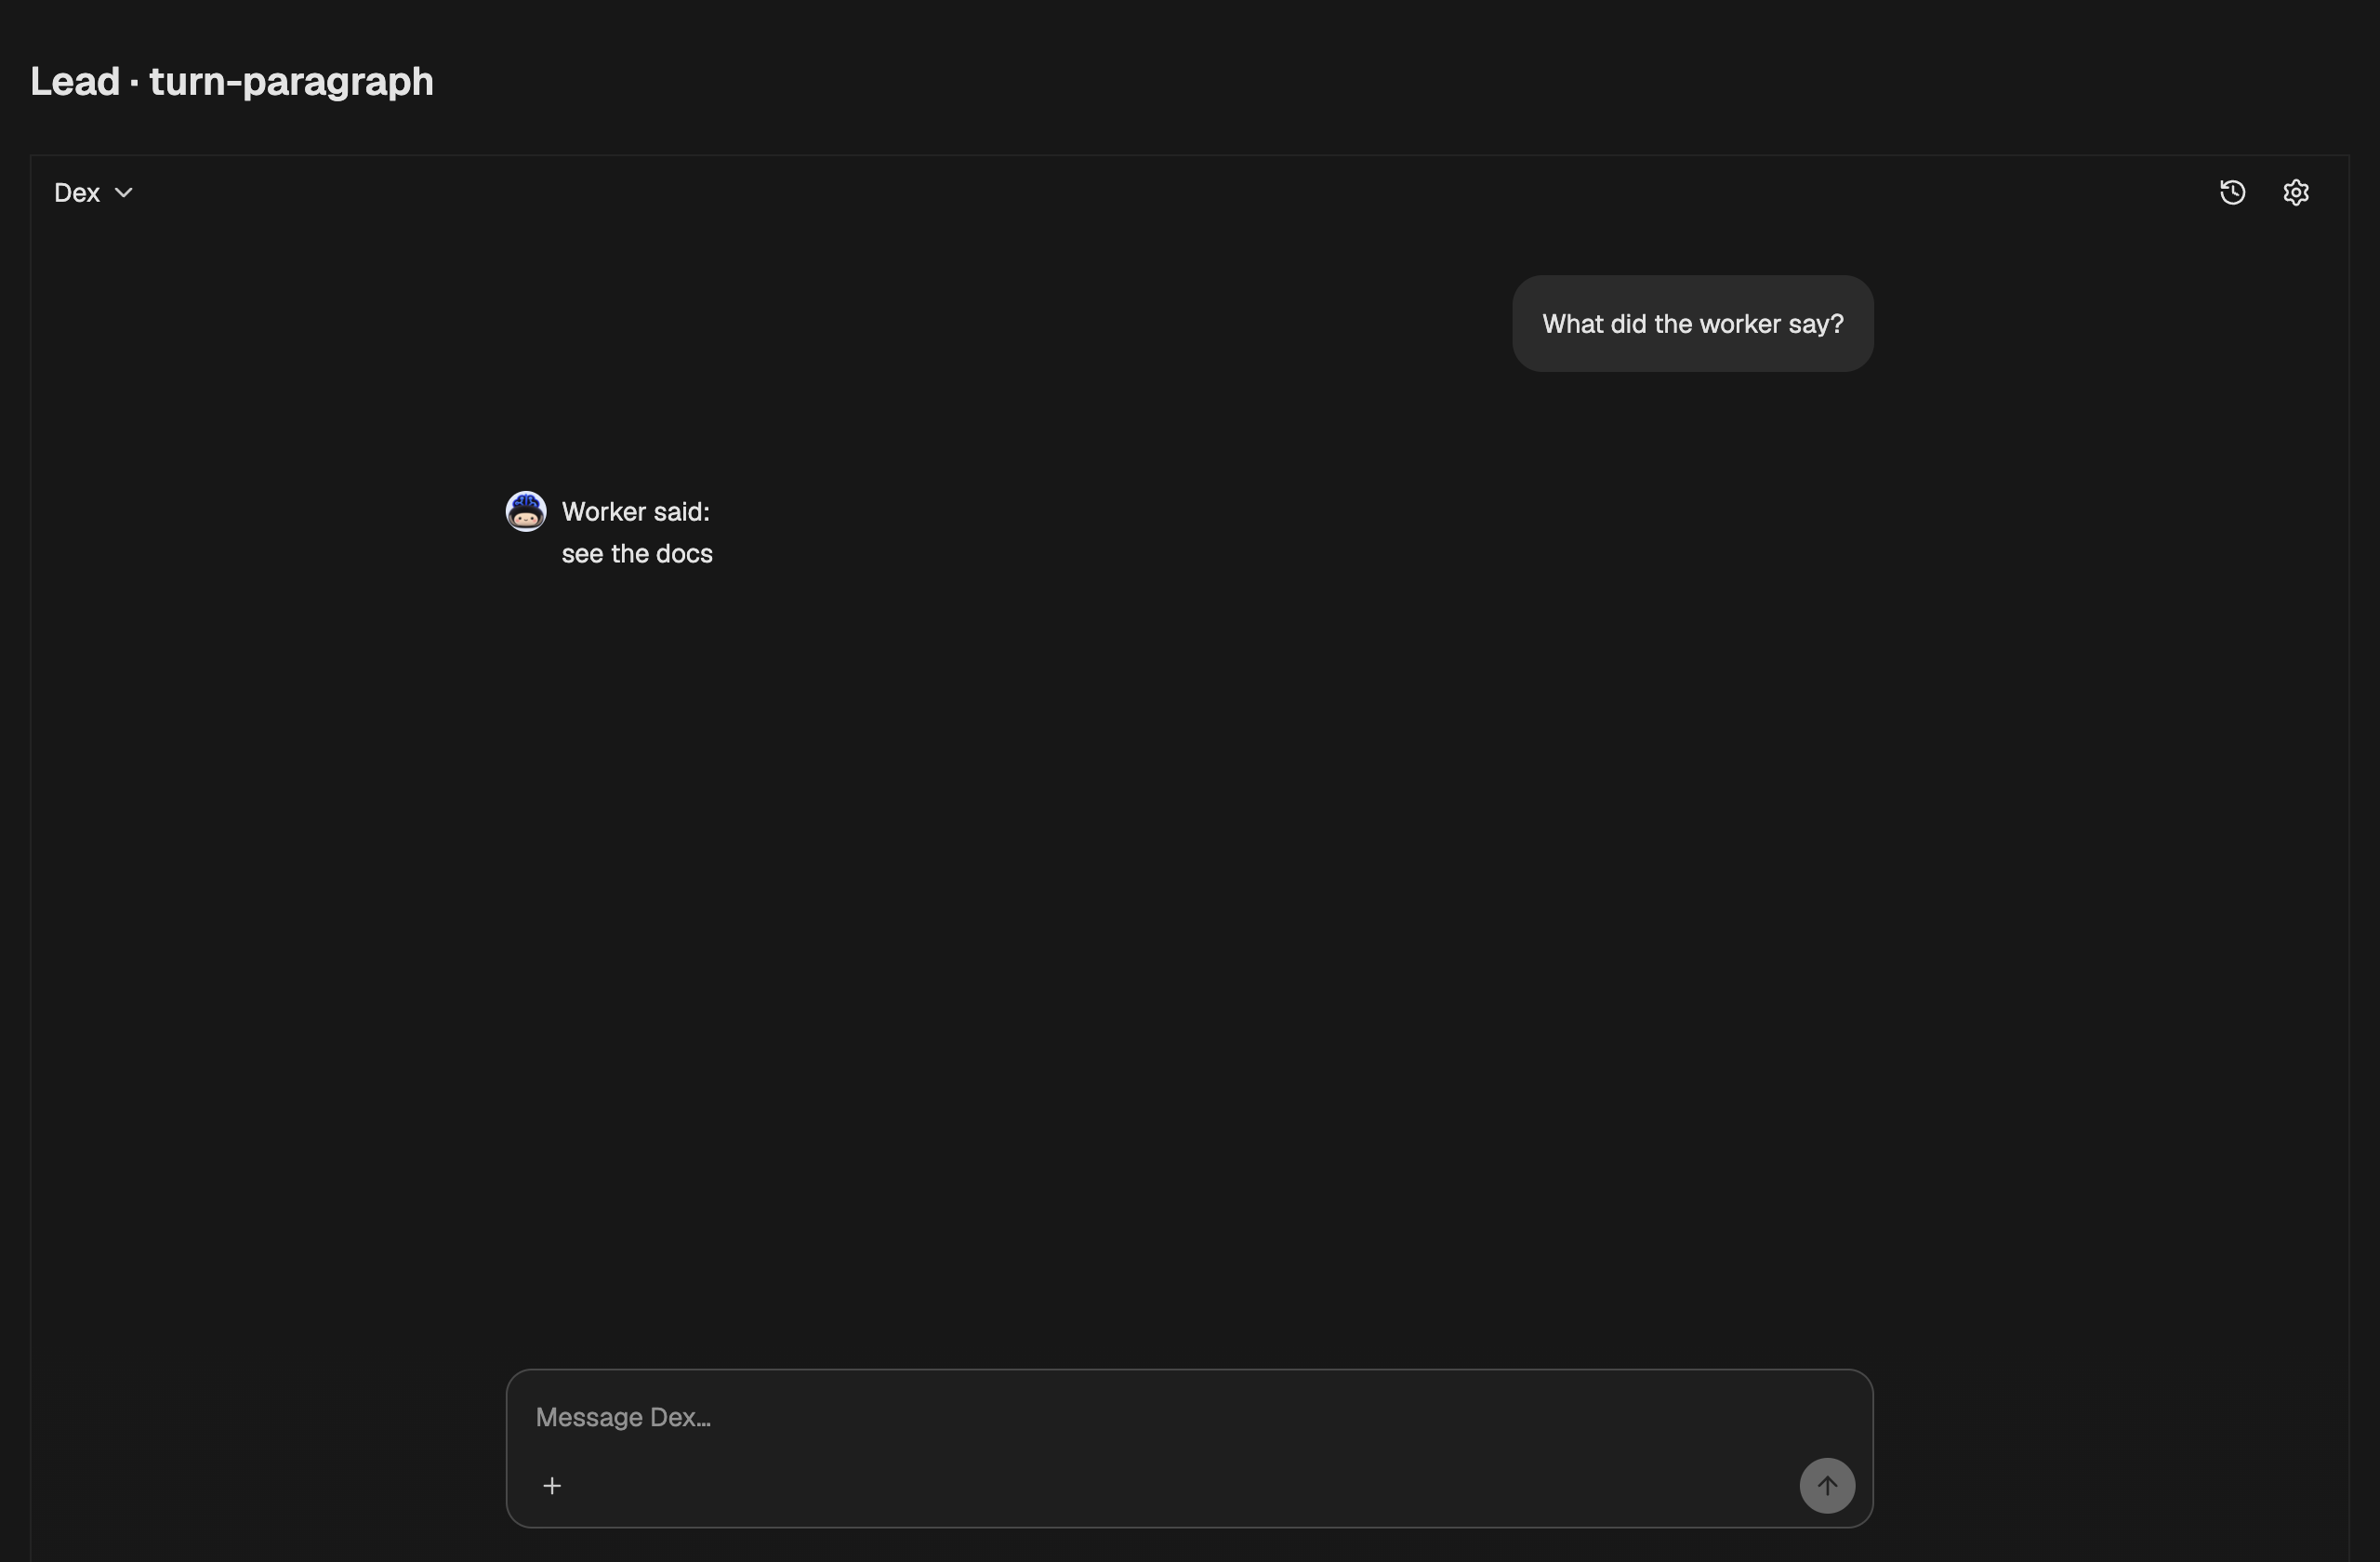 Lead · turn-paragraph
Dex
What did the worker say?
Worker said:
see the docs
Message Dex...